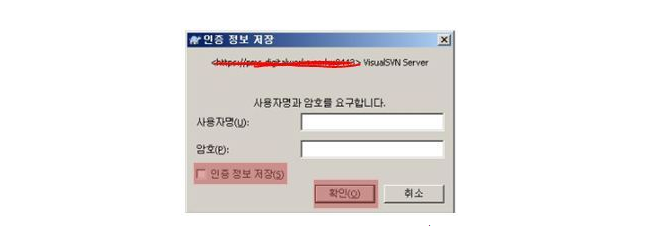 인증 정보 저장
VisualSVN Server
사용자명과 암호를 요구합니다.
사용자명(U):
암호(P):
인증 정보 저장(S)
확인(O)
취소